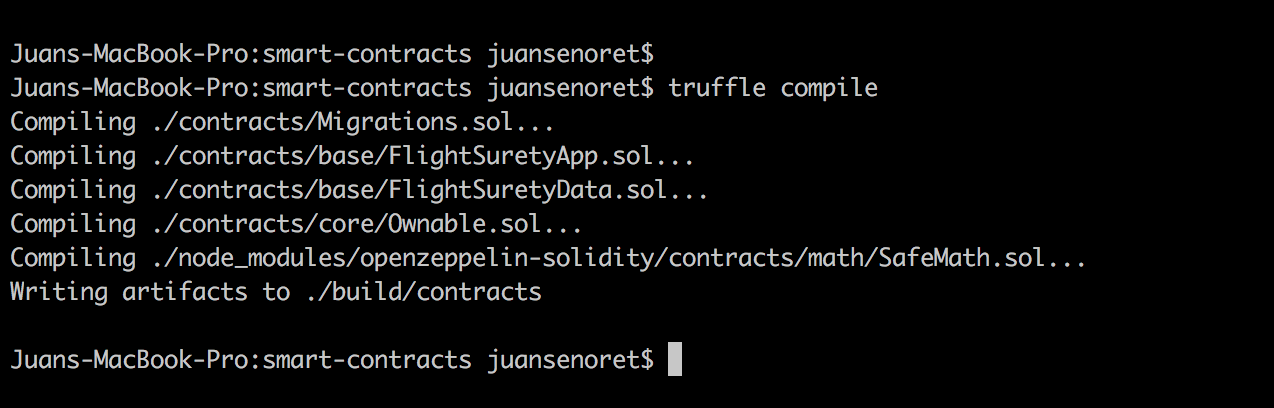 Juans-MacBook-Pro:smart-contracts juansenoret$
Juans-MacBook-Pro:smart-contracts juansenoret$ truffle compile
Compiling ./contracts/Migrations.sol...
Compiling ./contracts/base/FlightSuretyApp.sol...
Compiling ./contracts/base/FlightSuretyData.sol...
Compiling ./contracts/core/Ownable.sol...
Compiling ./node_modules/openzeppelin-solidity/contracts/math/SafeMath.sol...
Writing artifacts to ./build/contracts
Juans-MacBook-Pro:smart-contracts juansenoret$